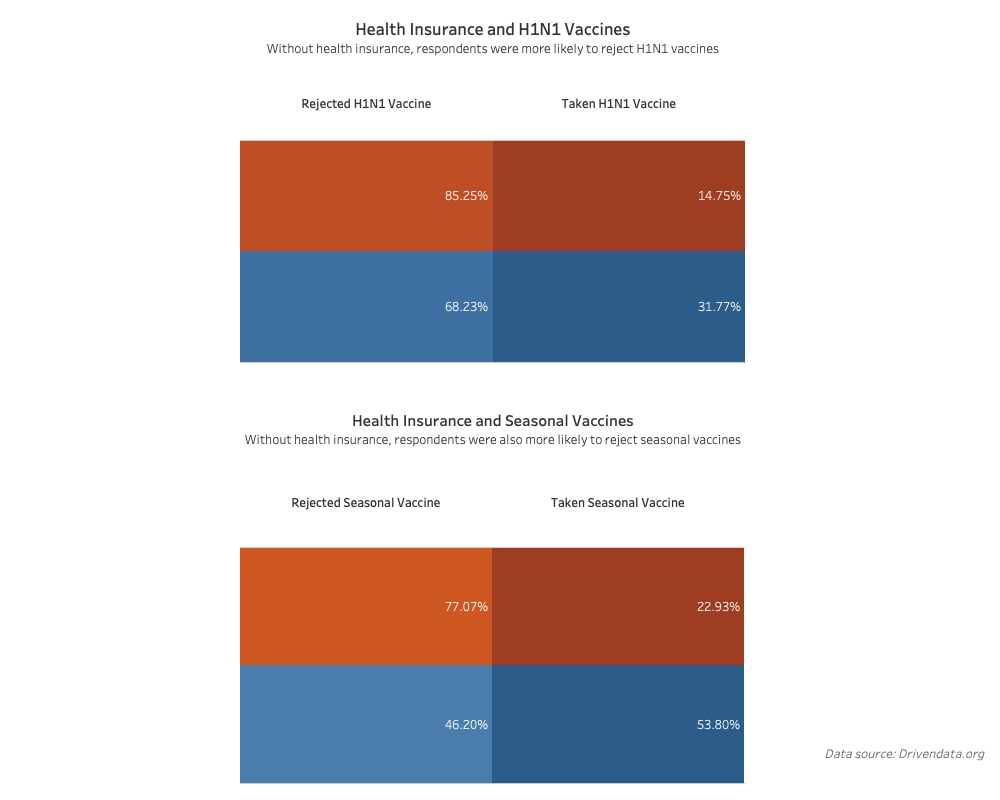 Health Insurance and H1N1 Vaccines
Without health insurance, respondents were more likely to reject H1N1 vaccines
Rejected H1N1 Vaccine Taken H1N1 Vaccine
85.25% 14.75%
68.23% 31.77%
Health Insurance and Seasonal Vaccines
Without health insurance, respondents were also more likely to reject seasonal vaccines
Rejected Seasonal Vaccine Taken Seasonal Vaccine
77.07% 22.93%
46.20% 53.80%
Data source: Drivendata.org